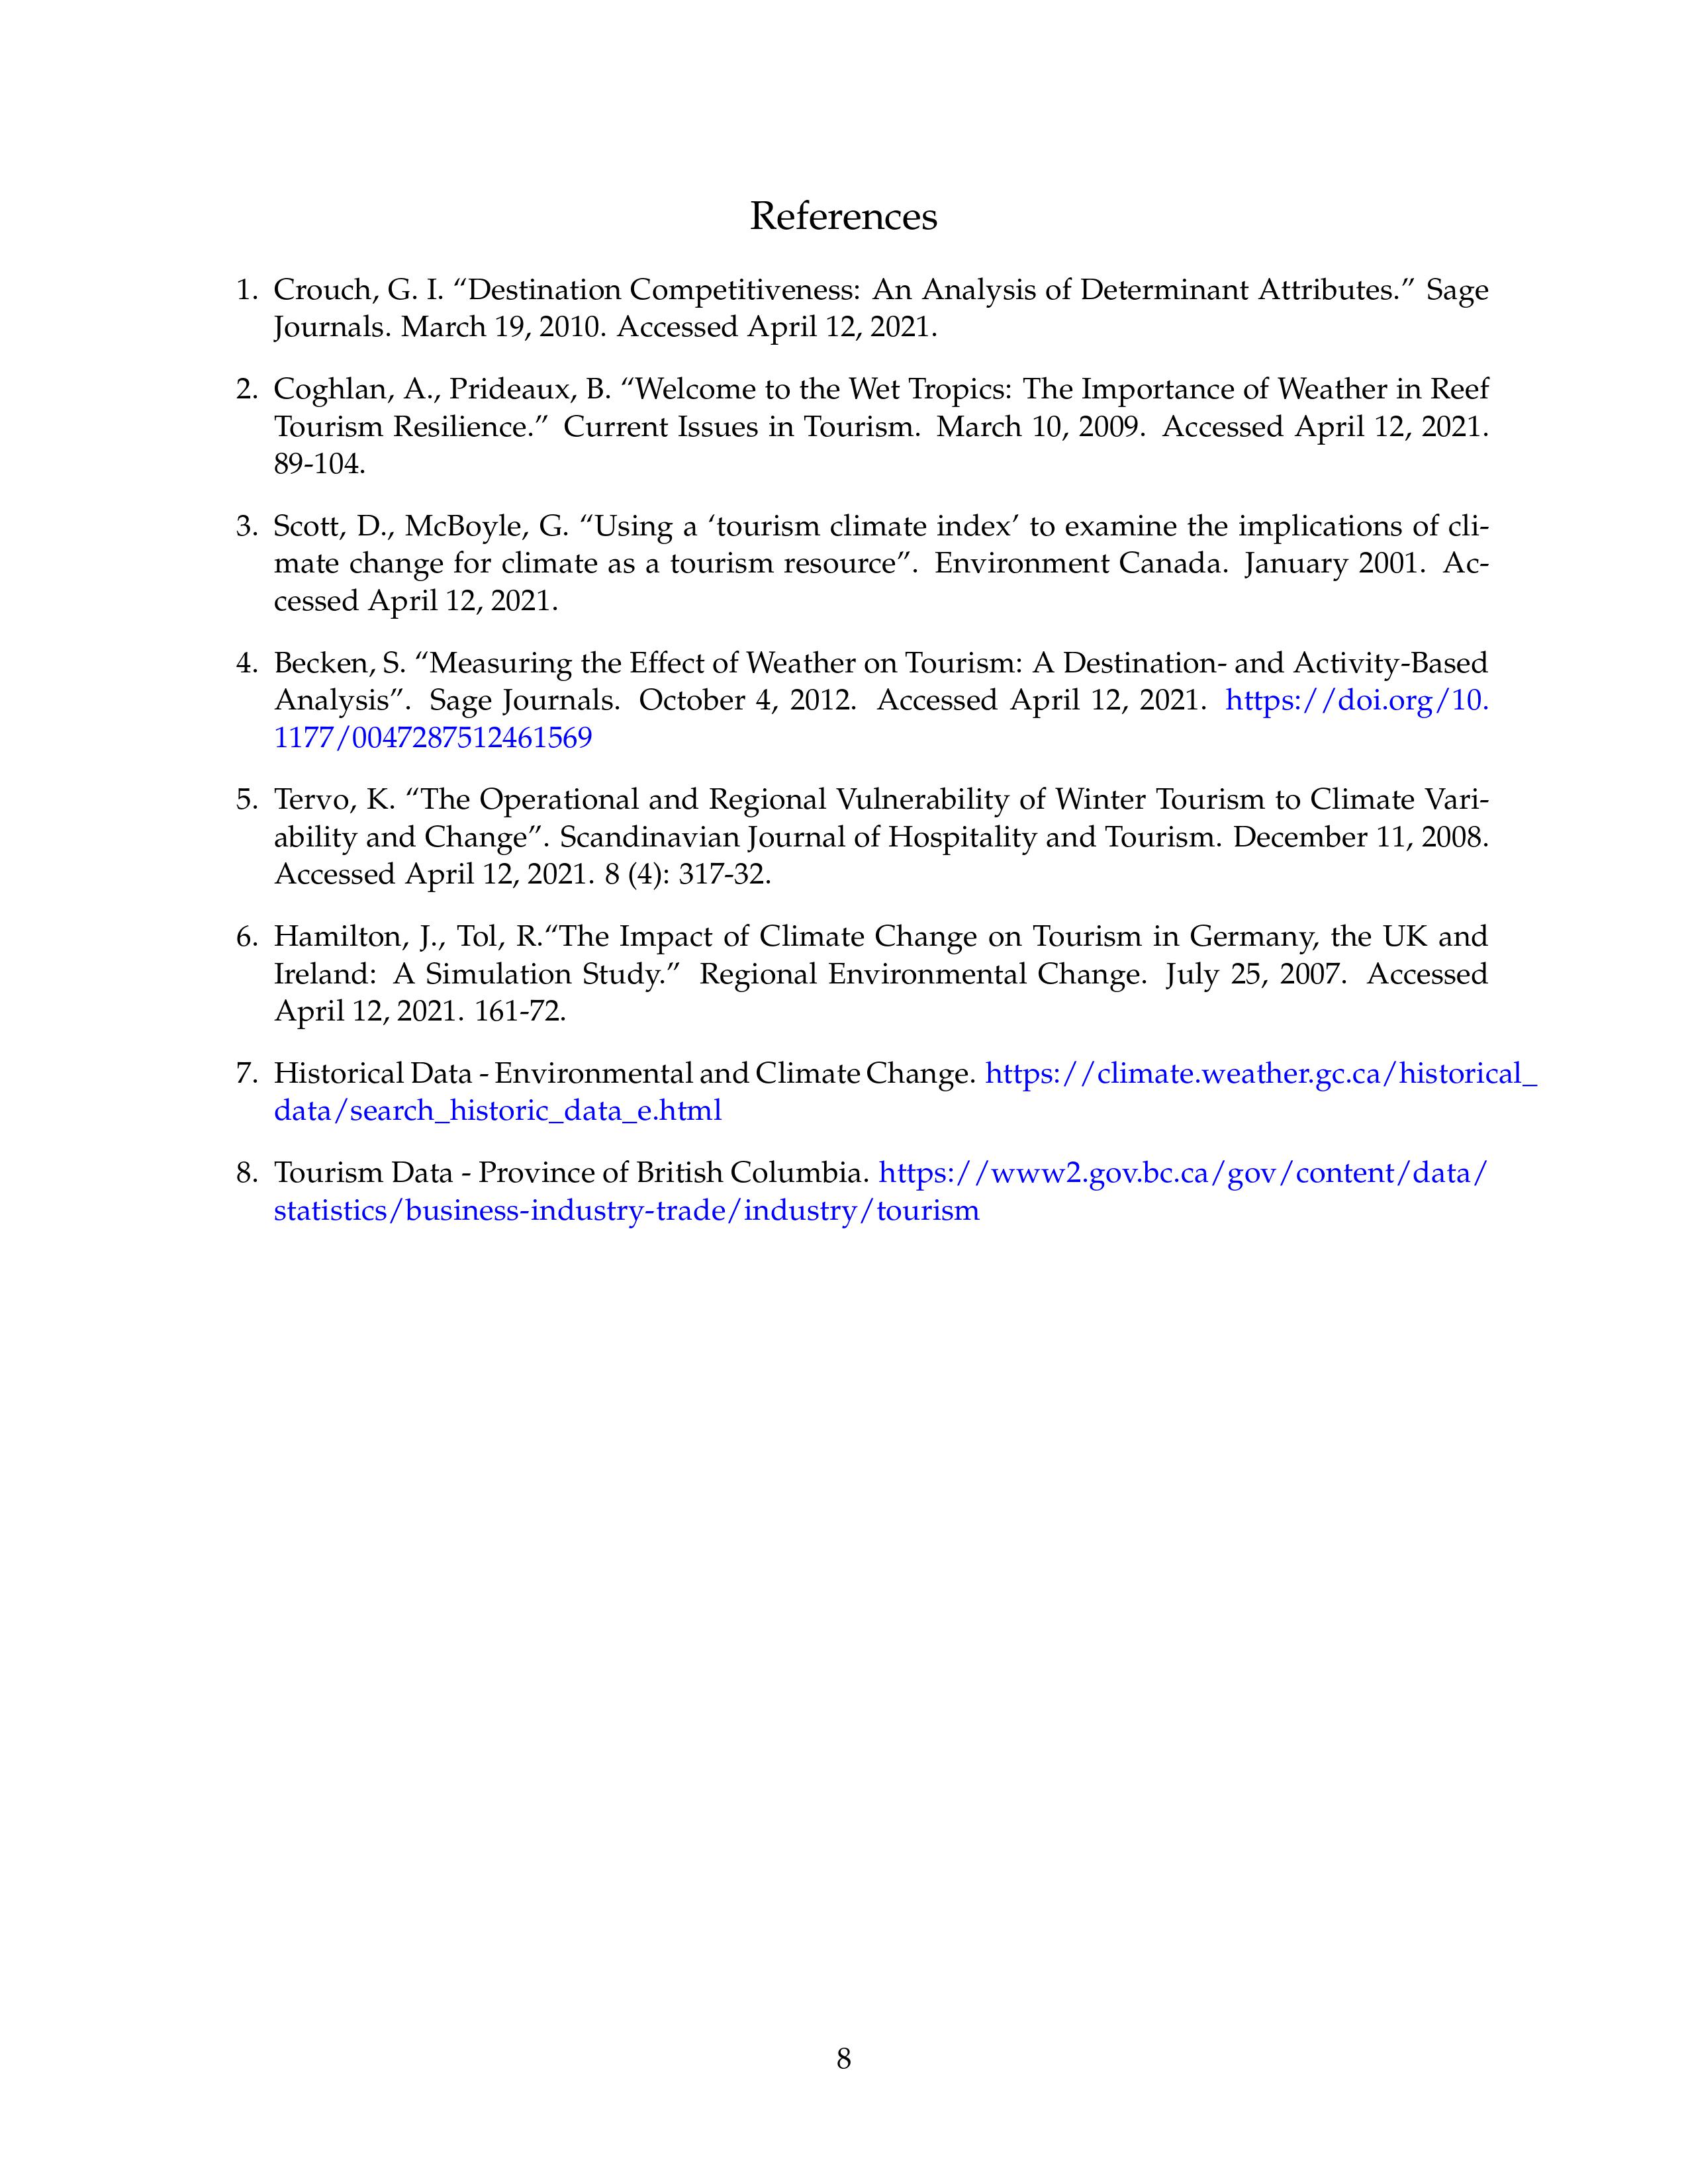 References
1. Crouch, G. I. “Destination Competitiveness: An Analysis of Determinant Attributes.” Sage
Journals. March 19, 2010. Accessed April 12, 2021.
2. Coghlan, A., Prideaux, B. “Welcome to the Wet Tropics: The Importance of Weather in Reef
Tourism Resilience.” Current Issues in Tourism. March 10, 2009. Accessed April 12, 2021.
89-104.
3. Scott, D., McBoyle, G. “Using a ‘tourism climate index’ to examine the implications of cli-
mate change for climate as a tourism resource”. Environment Canada. January 2001. Ac-
cessed April 12, 2021.
4. Becken, S. “Measuring the Effect of Weather on Tourism: A Destination- and Activity-Based
Analysis”. Sage Journals. October 4, 2012. Accessed April 12, 2021. https://doi.org/10.
1177/0047287512461569
5. Tervo, K. “The Operational and Regional Vulnerability of Winter Tourism to Climate Vari-
ability and Change”. Scandinavian Journal of Hospitality and Tourism. December 11, 2008.
Accessed April 12, 2021. 8 (4): 317-32.
6. Hamilton, J., Tol, R.“The Impact of Climate Change on Tourism in Germany, the UK and
Ireland: A Simulation Study.” Regional Environmental Change. July 25, 2007. Accessed
April 12, 2021. 161-72.
7. Historical Data - Environmental and Climate Change. https://climate.weather.gc.ca/historical_
data/search_historic_data_e.html
8. Tourism Data - Province of British Columbia. https://www2.gov.bc.ca/gov/content/data/
statistics/business-industry-trade/industry/tourism
8